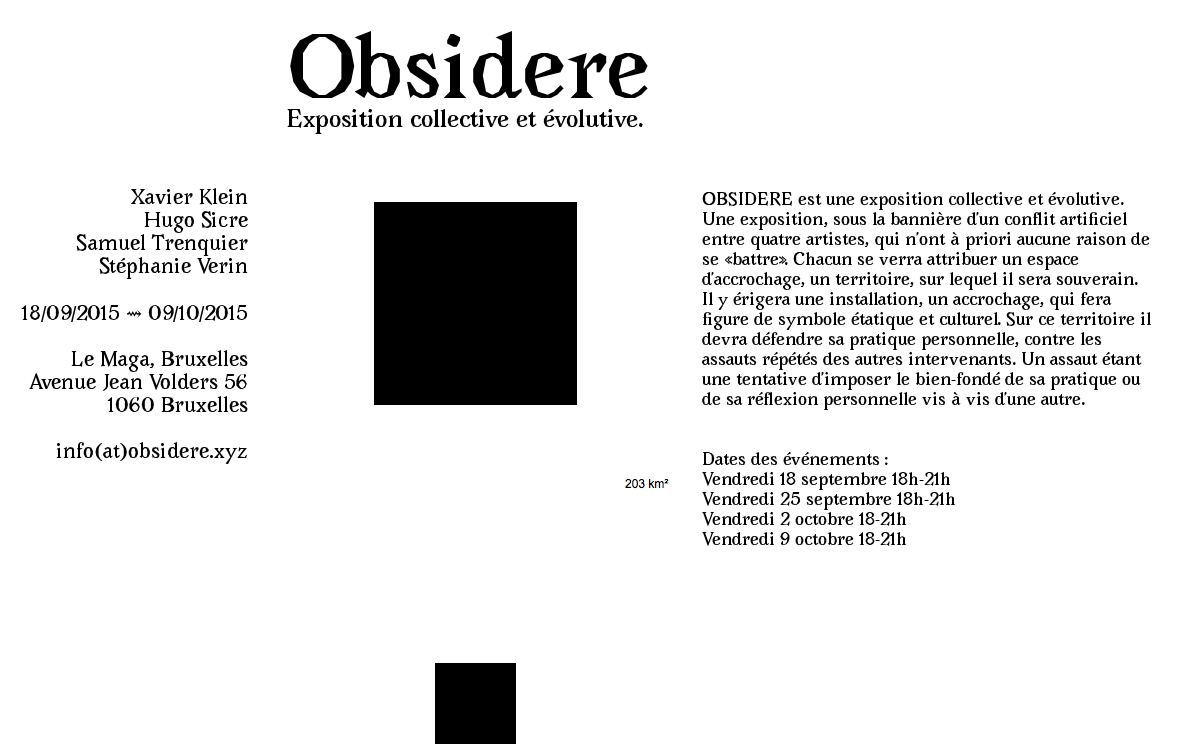 Obsidere
Exposition collective et évolutive.
Xavier Klein
Hugo Sicre
Samuel Trenquier
Stéphanie Verin
18/09/2015 ⇝ 09/10/2015
Le Maga, Bruxelles
Avenue Jean Volders 56
1060 Bruxelles
info(at)obsidere.xyz
203 km²
OBSIDERE est une exposition collective et évolutive.
Une exposition, sous la bannière d'un conflit artificiel
entre quatre artistes, qui n'ont à priori aucune raison de
se «battre». Chacun se verra attribuer un espace
d'accrochage, un territoire, sur lequel il sera souverain.
Il y érigera une installation, un accrochage, qui fera
figure de symbole étatique et culturel. Sur ce territoire il
devra défendre sa pratique personnelle, contre les
assauts répétés des autres intervenants. Un assaut étant
une tentative d'imposer le bien-fondé de sa pratique ou
de sa réflexion personnelle vis à vis d'une autre.
Dates des événements :
Vendredi 18 septembre 18h-21h
Vendredi 25 septembre 18h-21h
Vendredi 2 octobre 18-21h
Vendredi 9 octobre 18-21h